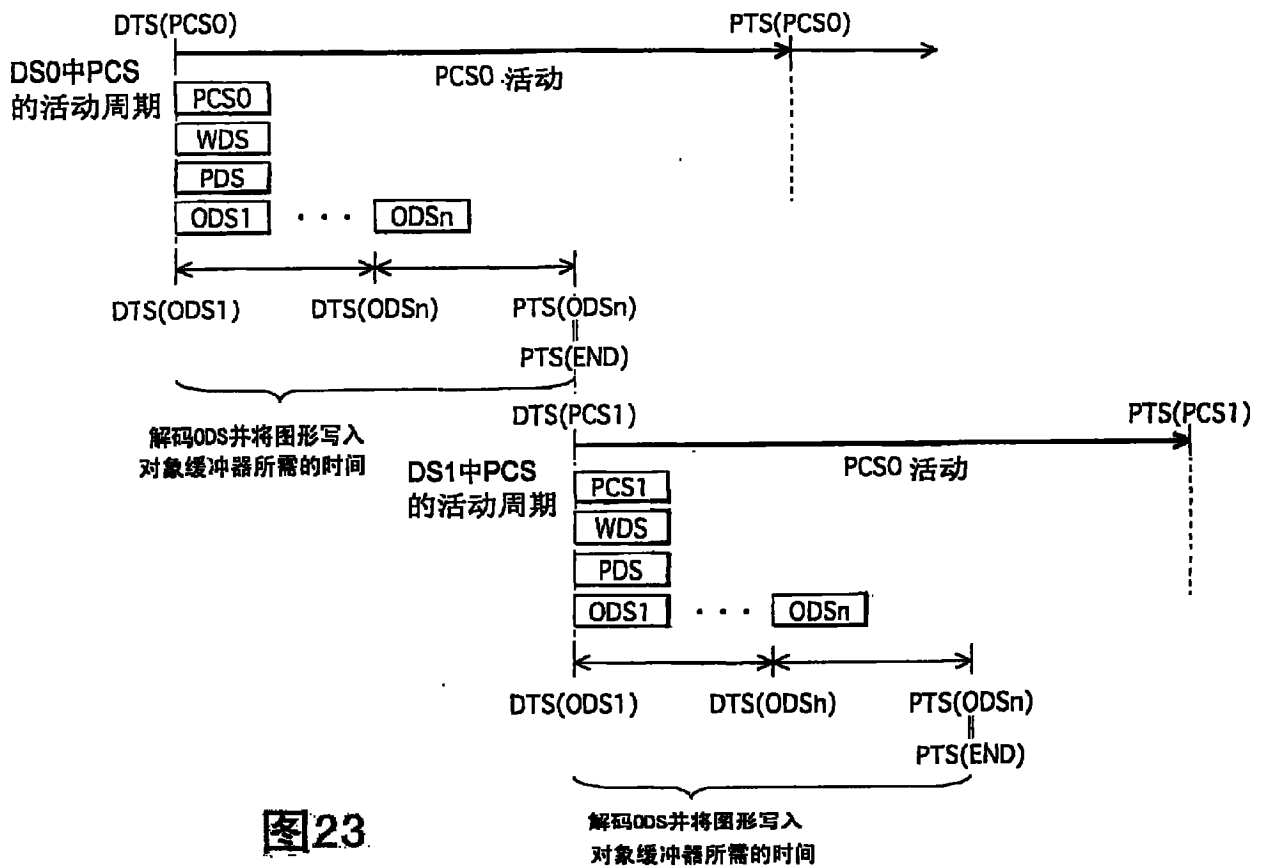 DTS(PCS0)
PTS(PCS0)
DS0中PCS
的活动周期
PCS0 活动
PCS0
WDS
PDS
ODS1 ··· ODSn
DTS(ODS1) DTS(ODSn) PTS(ODSn)
=
PTS(END)
解码ODS并将图形写入
对象缓冲器所需的时间
DTS(PCS1)
PTS(PCS1)
DS1中PCS
的活动周期
PCS0 活动
PCS1
WDS
PDS
ODS1 ··· ODSn
DTS(ODS1) DTS(ODSh) PTS(ODSn)
=
PTS(END)
解码ODS并将图形写入
对象缓冲器所需的时间
图23